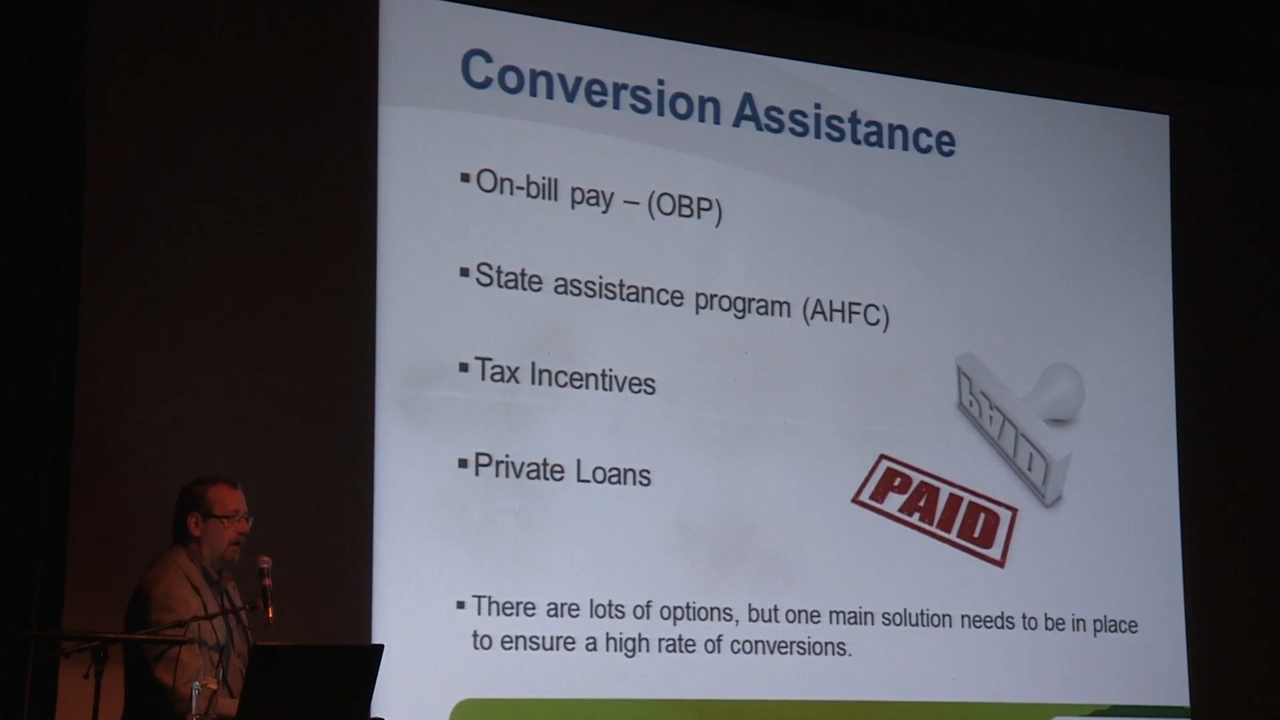 Conversion Assistance
▪On-bill pay – (OBP)
▪State assistance program (AHFC)
▪Tax Incentives
▪Private Loans
PAID
PAID
▪There are lots of options, but one main solution needs to be in place
to ensure a high rate of conversions.